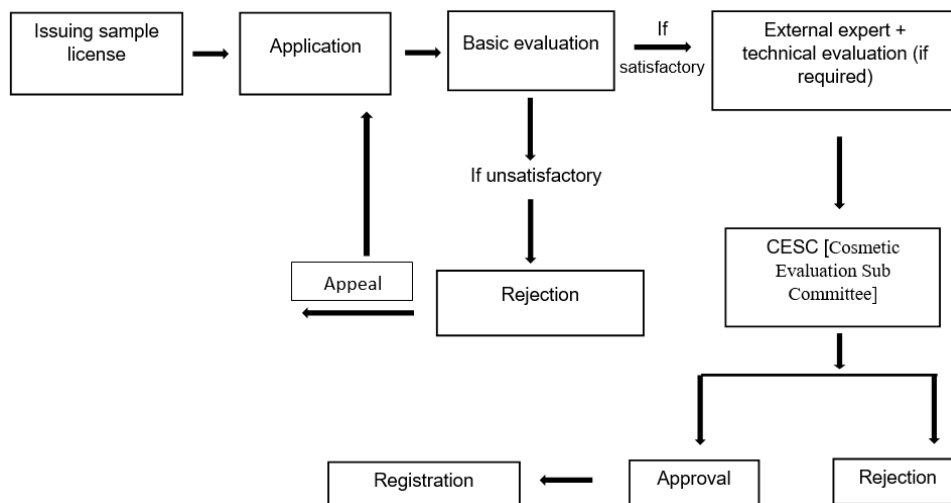 Issuing sample
license
Application
Basic evaluation
If
satisfactory
External expert +
technical evaluation (if
required)
If unsatisfactory
CESC [Cosmetic
Evaluation Sub
Committee]
Appeal
Rejection
Registration
Approval
Rejection